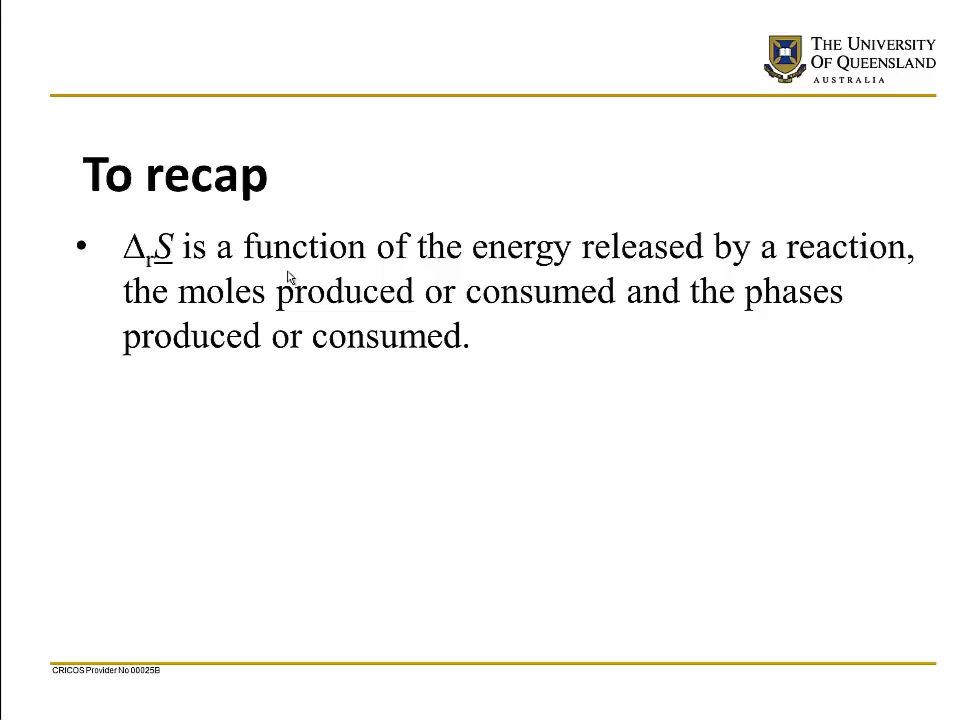 THE UNIVERSITY
OF QUEENSLAND
AUSTRALIA
To recap
• ΔrS is a function of the energy released by a reaction,
the moles produced or consumed and the phases
produced or consumed.
CRICOS Provider No 00025B